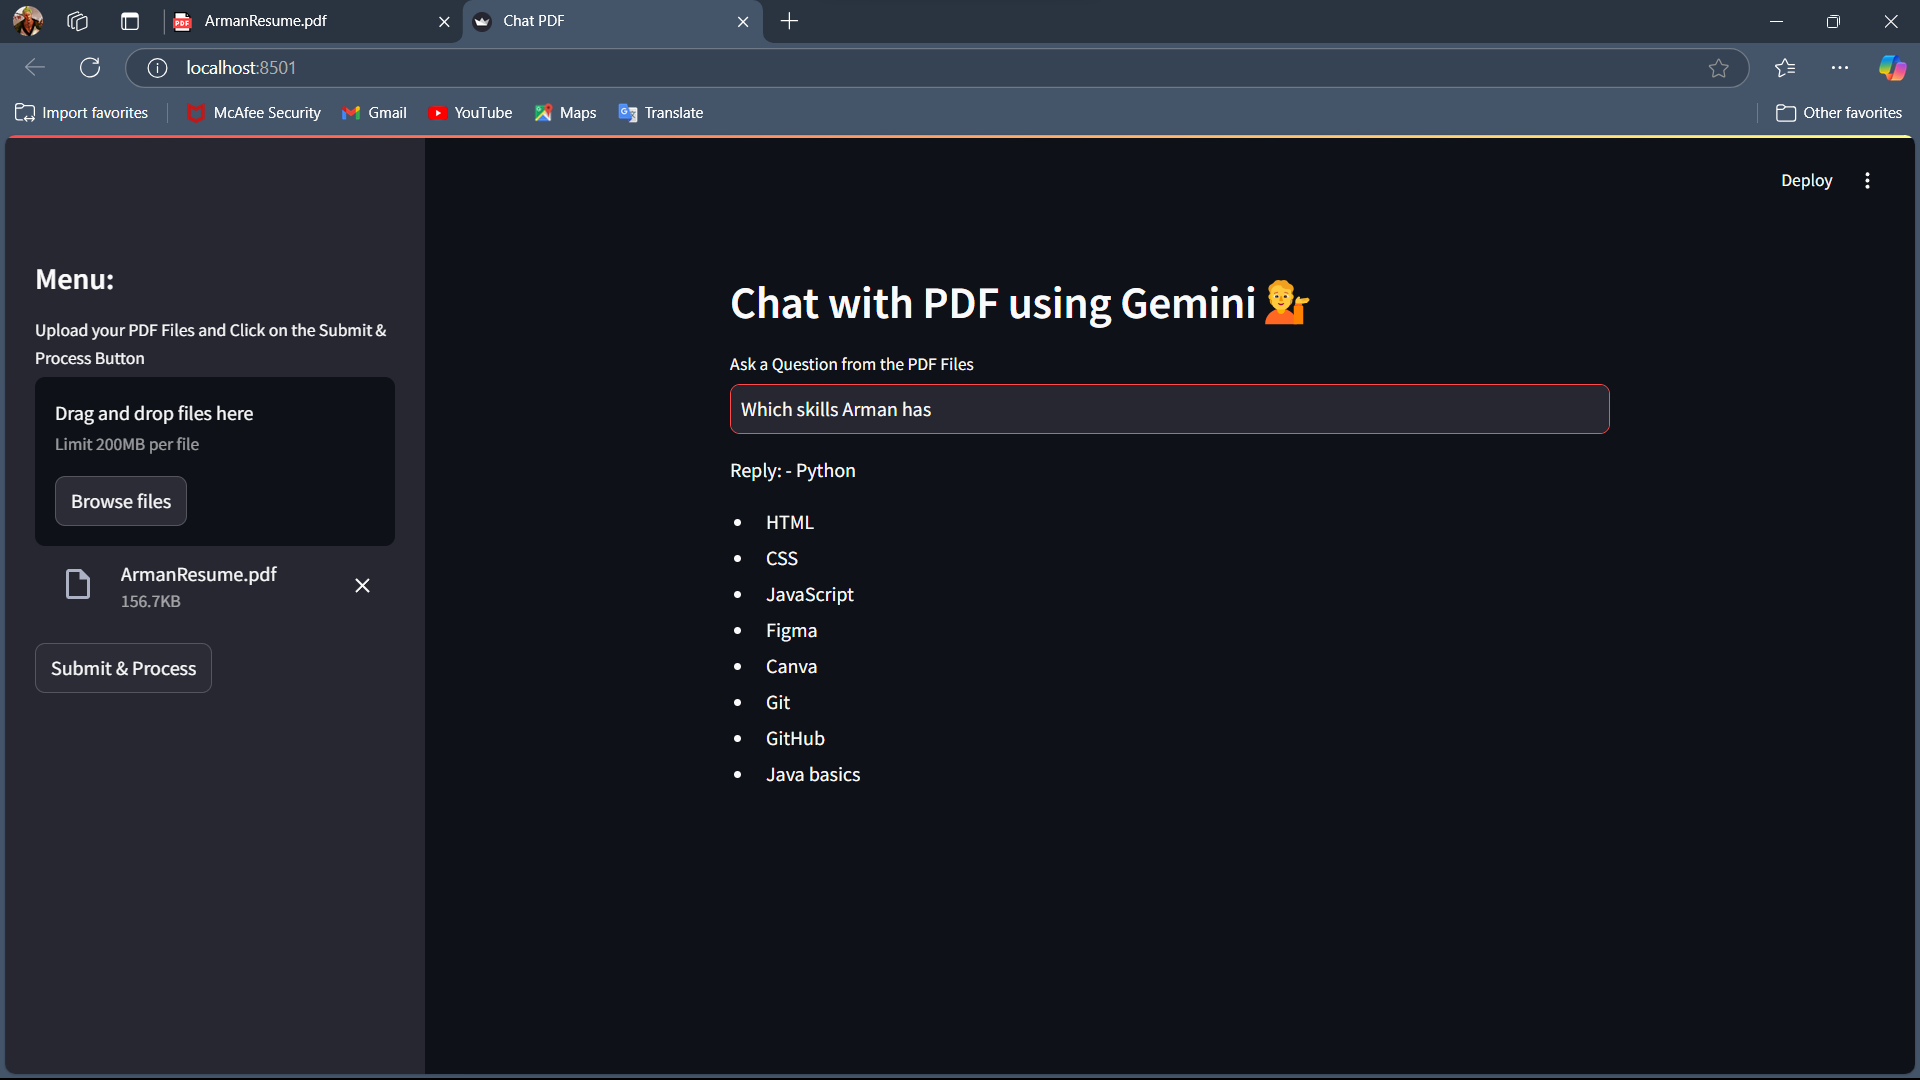 ArmanResume.pdf
Chat PDF
localhost:8501
Import favorites
McAfee Security
Gmail
YouTube
Maps
Translate
Other favorites
Deploy
Menu:
Upload your PDF Files and Click on the Submit &
Process Button
Drag and drop files here
Limit 200MB per file
Browse files
ArmanResume.pdf
156.7KB
Submit & Process
Chat with PDF using Gemini 💁
Ask a Question from the PDF Files
Which skills Arman has
Reply: - Python
• HTML
• CSS
• JavaScript
• Figma
• Canva
• Git
• GitHub
• Java basics